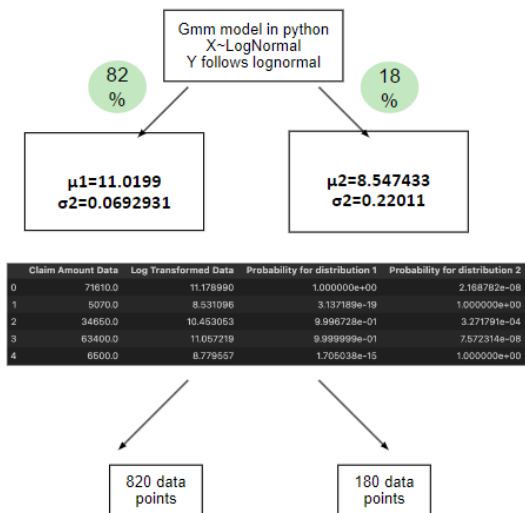 Gmm model in python
X~LogNormal
Y follows lognormal
82
%
18
%
μ1=11.0199
σ2=0.0692931
μ2=8.547433
σ2=0.22011
Claim Amount Data Log Transformed Data Probability for distribution 1 Probability for distribution 2
0 71610.0 11.178990 1.000000e+00 2.168782e-08
1 5070.0 8.531096 3.137189e-19 1.000000e+00
2 34650.0 10.453053 9.996728e-01 3.271791e-04
3 63400.0 11.057219 9.999999e-01 7.572314e-08
4 6500.0 8.779557 1.705038e-15 1.000000e+00
820 data
points
180 data
points